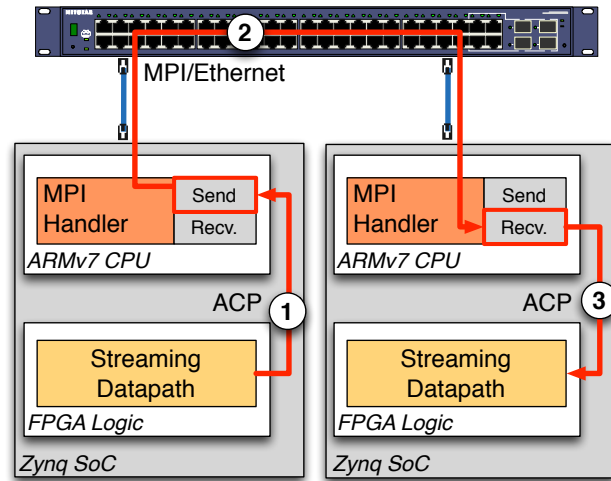 NETGEAR
2
MPI/Ethernet
MPI
Handler
Send
Recv.
ARMv7 CPU
ACP
1
Streaming
Datapath
FPGA Logic
Zynq SoC
MPI
Handler
Send
Recv.
ARMv7 CPU
ACP
3
Streaming
Datapath
FPGA Logic
Zynq SoC